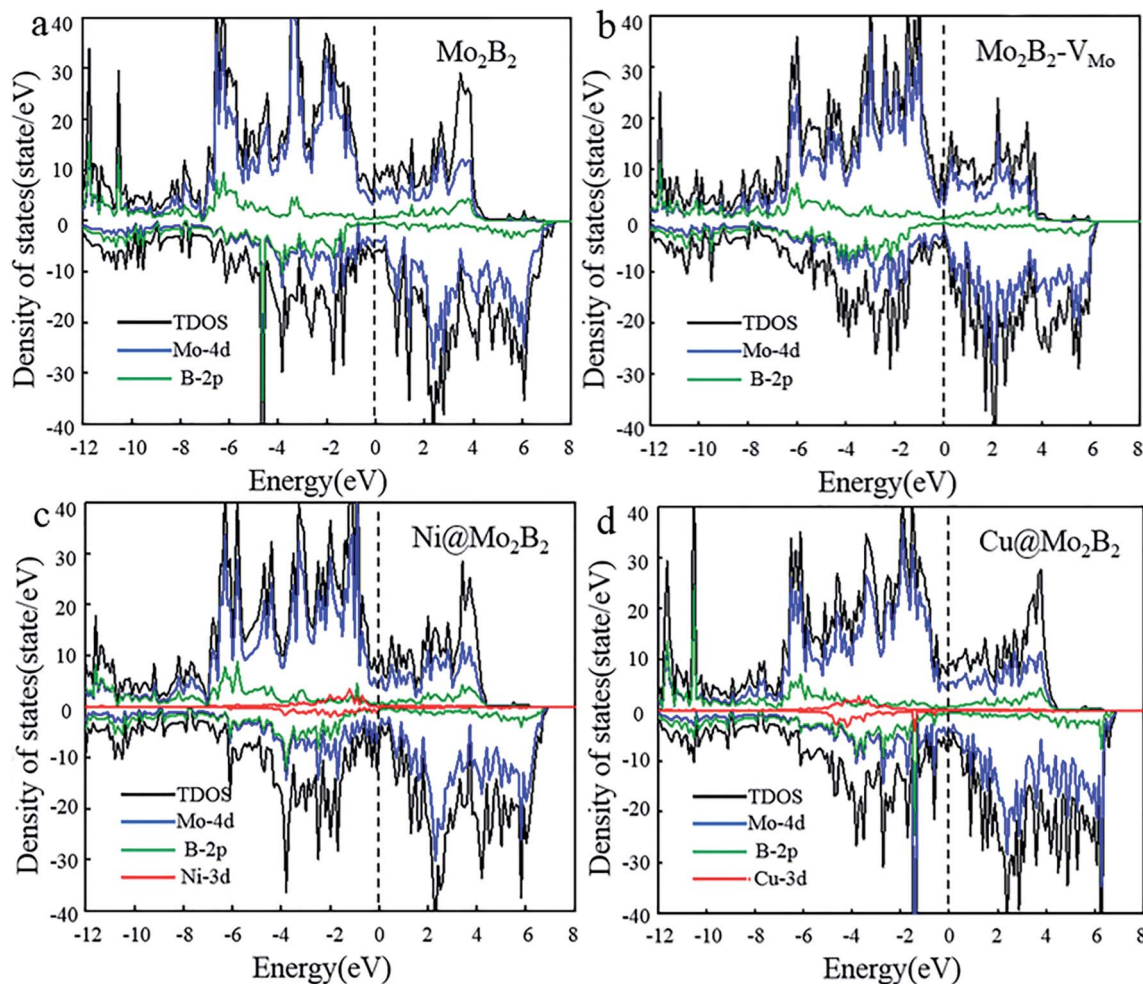 a
Mo₂B₂
Density of states(state/eV)
40
30
20
10
0
-10
-20
-30
-40
TDOS
Mo-4d
B-2p
-12 -10 -8 -6 -4 -2 0 2 4 6 8
Energy(eV)
b
Mo₂B₂-V_Mo
Density of states(state/eV)
40
30
20
10
0
-10
-20
-30
-40
TDOS
Mo-4d
B-2p
-12 -10 -8 -6 -4 -2 0 2 4 6 8
Energy(eV)
c
Ni@Mo₂B₂
Density of states(state/eV)
40
30
20
10
0
-10
-20
-30
-40
TDOS
Mo-4d
B-2p
Ni-3d
-12 -10 -8 -6 -4 -2 0 2 4 6 8
Energy(eV)
d
Cu@Mo₂B₂
Density of states(state/eV)
40
30
20
10
0
-10
-20
-30
-40
TDOS
Mo-4d
B-2p
Cu-3d
-12 -10 -8 -6 -4 -2 0 2 4 6 8
Energy(eV)